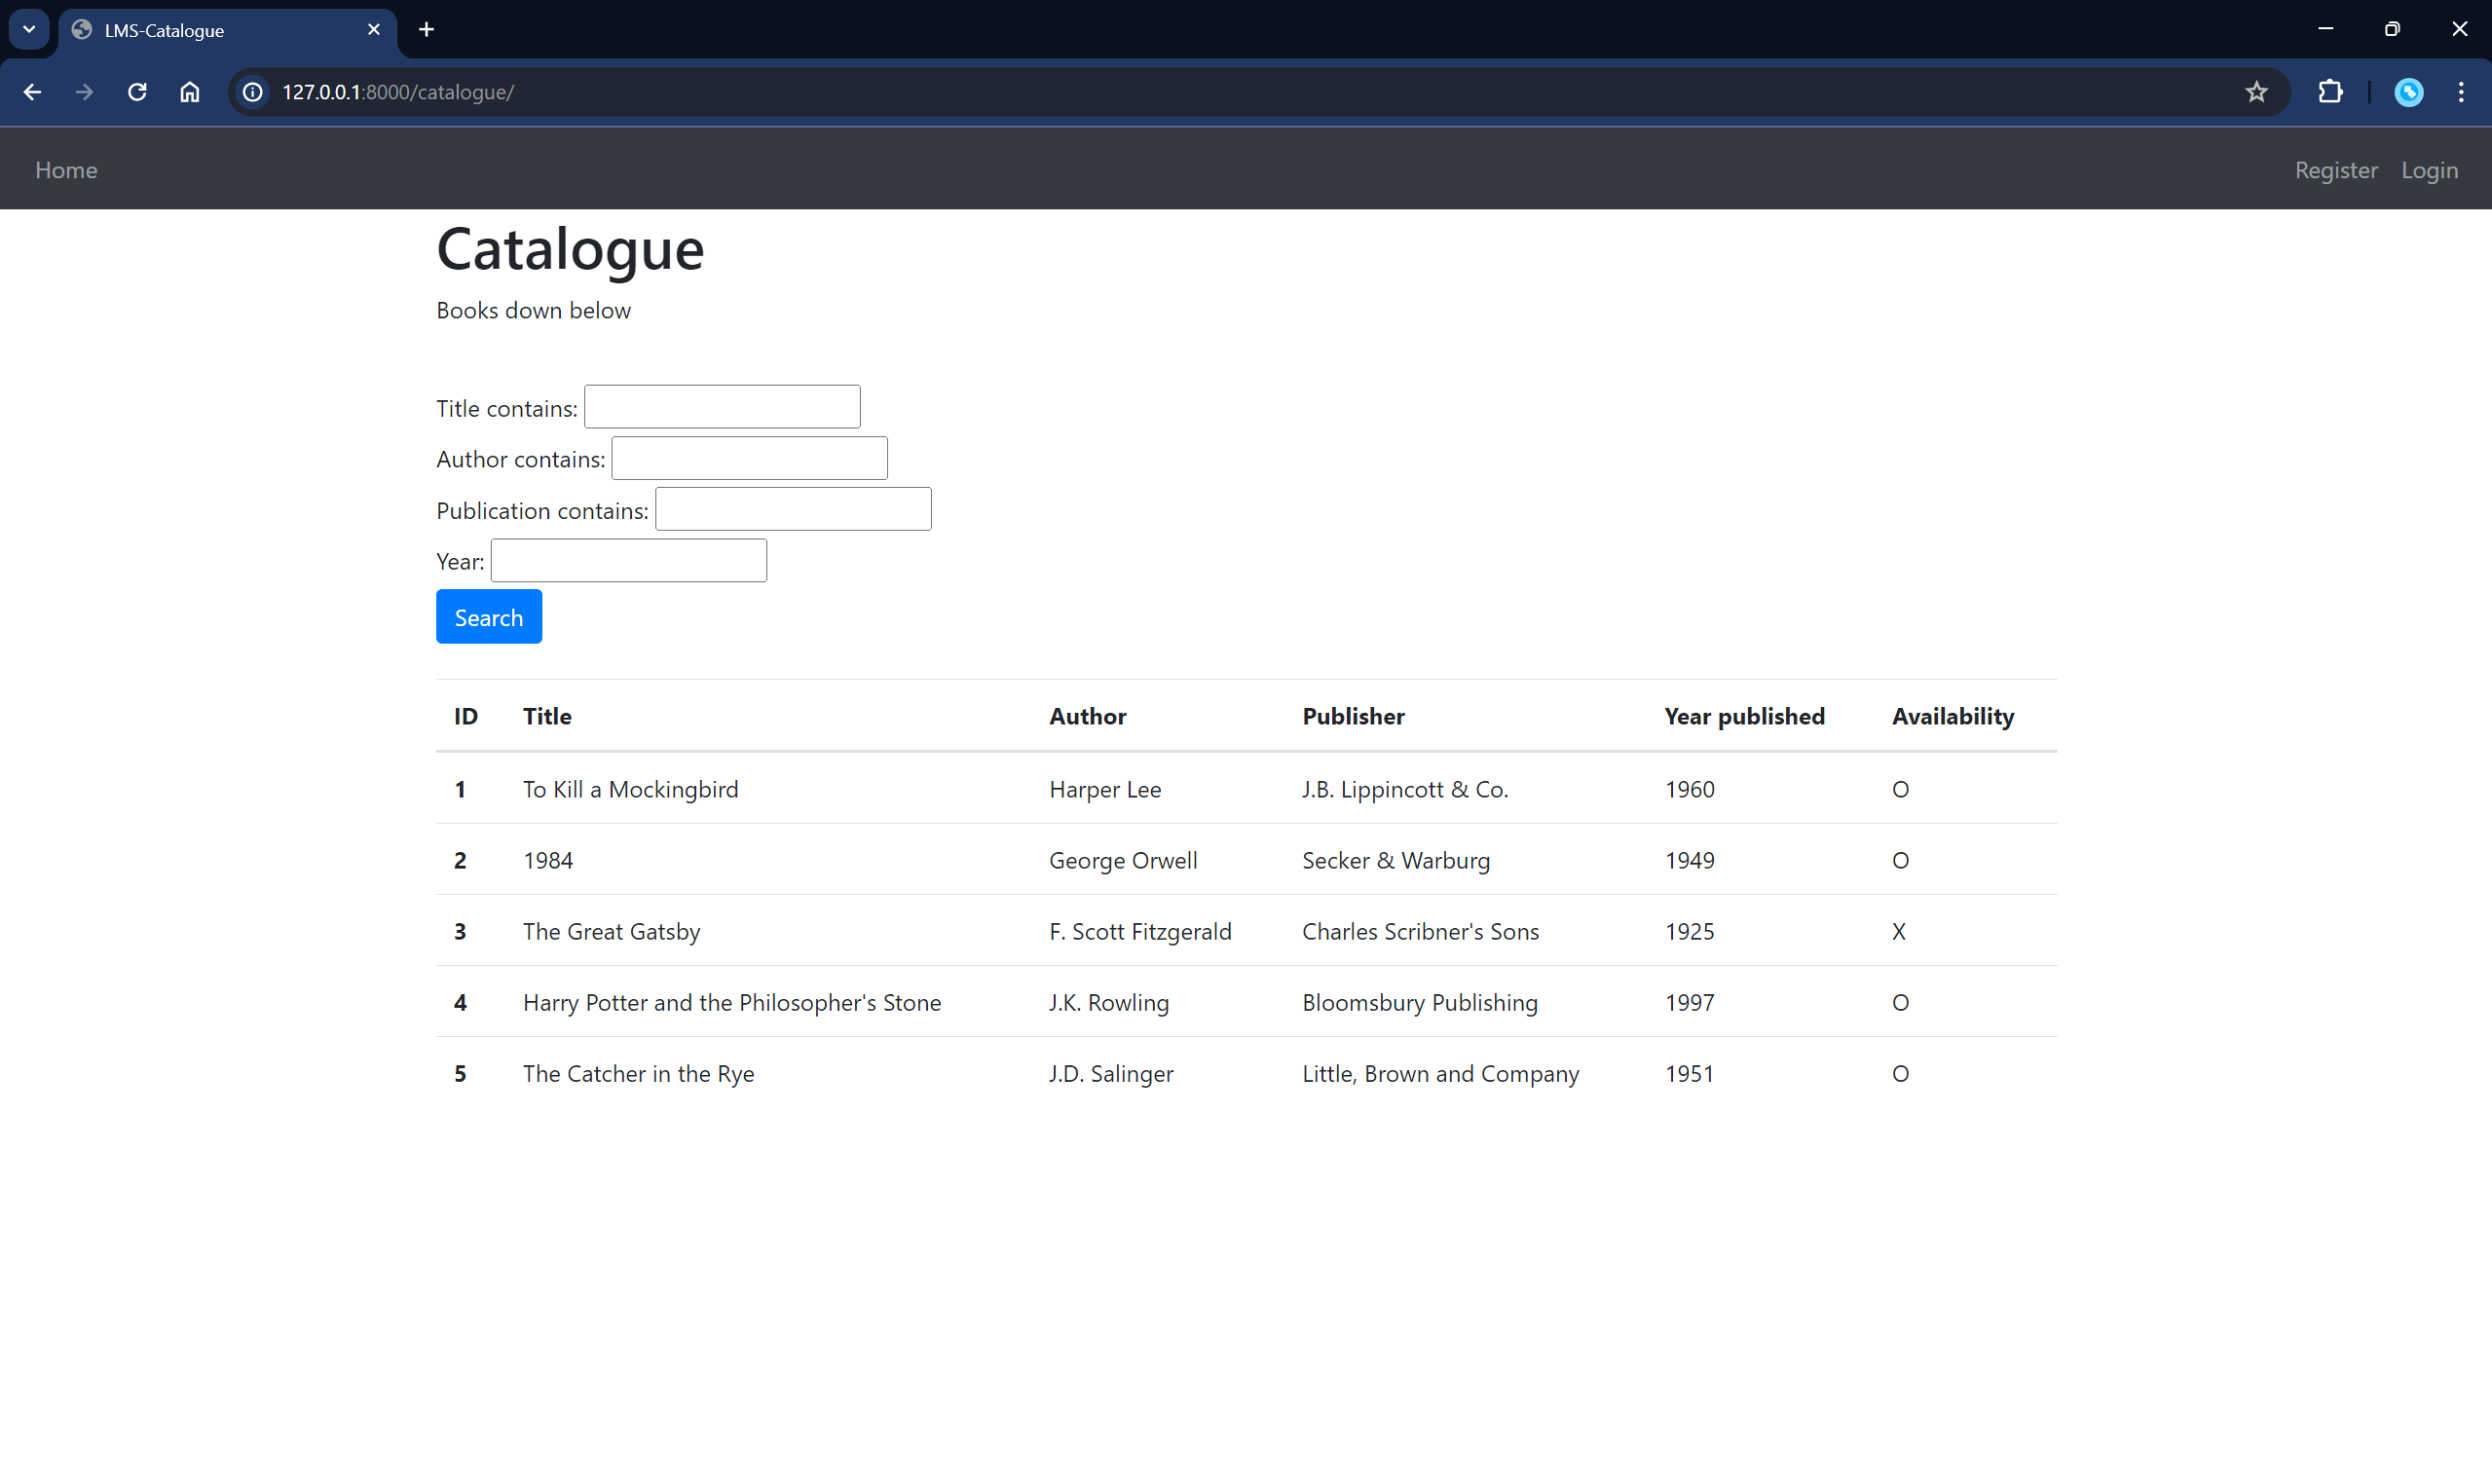 LMS-Catalogue
127.0.0.1:8000/catalogue/
Home Register Login
Catalogue
Books down below
Title contains:
Author contains:
Publication contains:
Year:
Search
ID Title Author Publisher Year published Availability
1 To Kill a Mockingbird Harper Lee J.B. Lippincott & Co. 1960 O
2 1984 George Orwell Secker & Warburg 1949 O
3 The Great Gatsby F. Scott Fitzgerald Charles Scribner's Sons 1925 X
4 Harry Potter and the Philosopher's Stone J.K. Rowling Bloomsbury Publishing 1997 O
5 The Catcher in the Rye J.D. Salinger Little, Brown and Company 1951 O